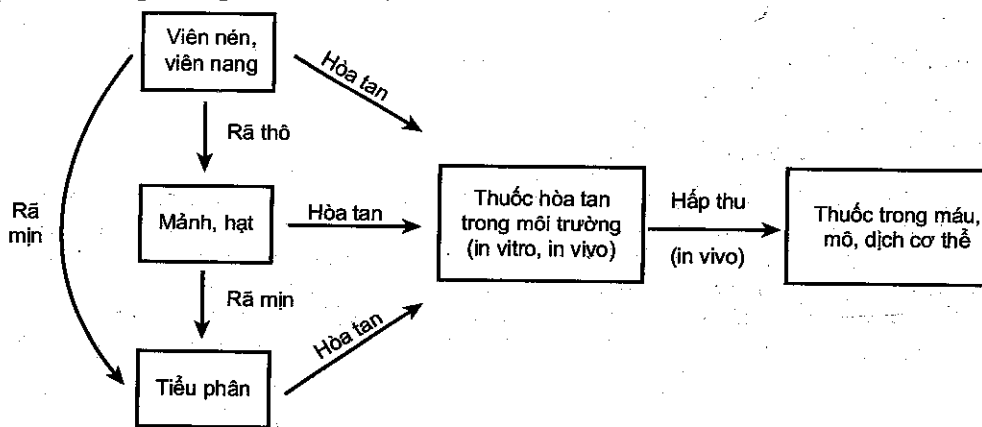 Viên nén,
viên nang
Hòa tan
Rã thô
Rã
mịn
Mảnh, hạt
Hòa tan
Thuốc hòa tan
trong môi trường
(in vitro, in vivo)
Hấp thu
(in vivo)
Thuốc trong máu,
mô, dịch cơ thể
Rã mịn
Hòa tan
Tiểu phân